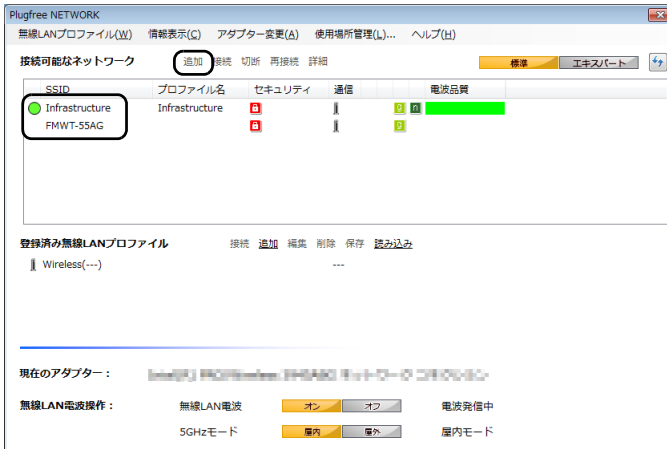 Plugfree NETWORK
無線LANプロファイル(W) 情報表示(C) アダプター変更(A) 使用場所管理(L)... ヘルプ(H)
接続可能なネットワーク 追加 接続 切断 再接続 詳細 標準 エキスパート
SSID プロファイル名 セキュリティ 通信 電波品質
Infrastructure Infrastructure g n
FMWT-55AG g
登録済み無線LANプロファイル 接続 追加 編集 削除 保存 読み込み
Wireless(---) ---
現在のアダプター：
無線LAN電波操作： 無線LAN電波 オン オフ 電波発信中
5GHzモード 屋内 屋外 屋内モード